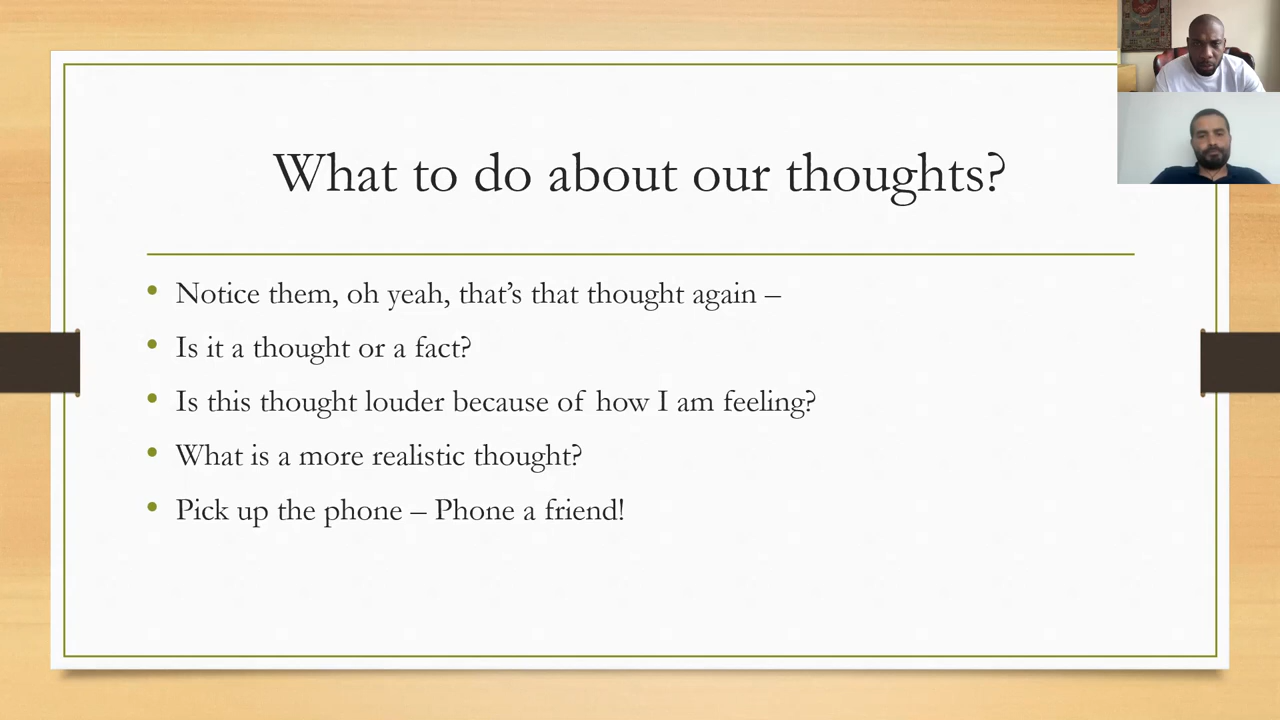 What to do about our thoughts?
• Notice them, oh yeah, that’s that thought again –
• Is it a thought or a fact?
• Is this thought louder because of how I am feeling?
• What is a more realistic thought?
• Pick up the phone – Phone a friend!